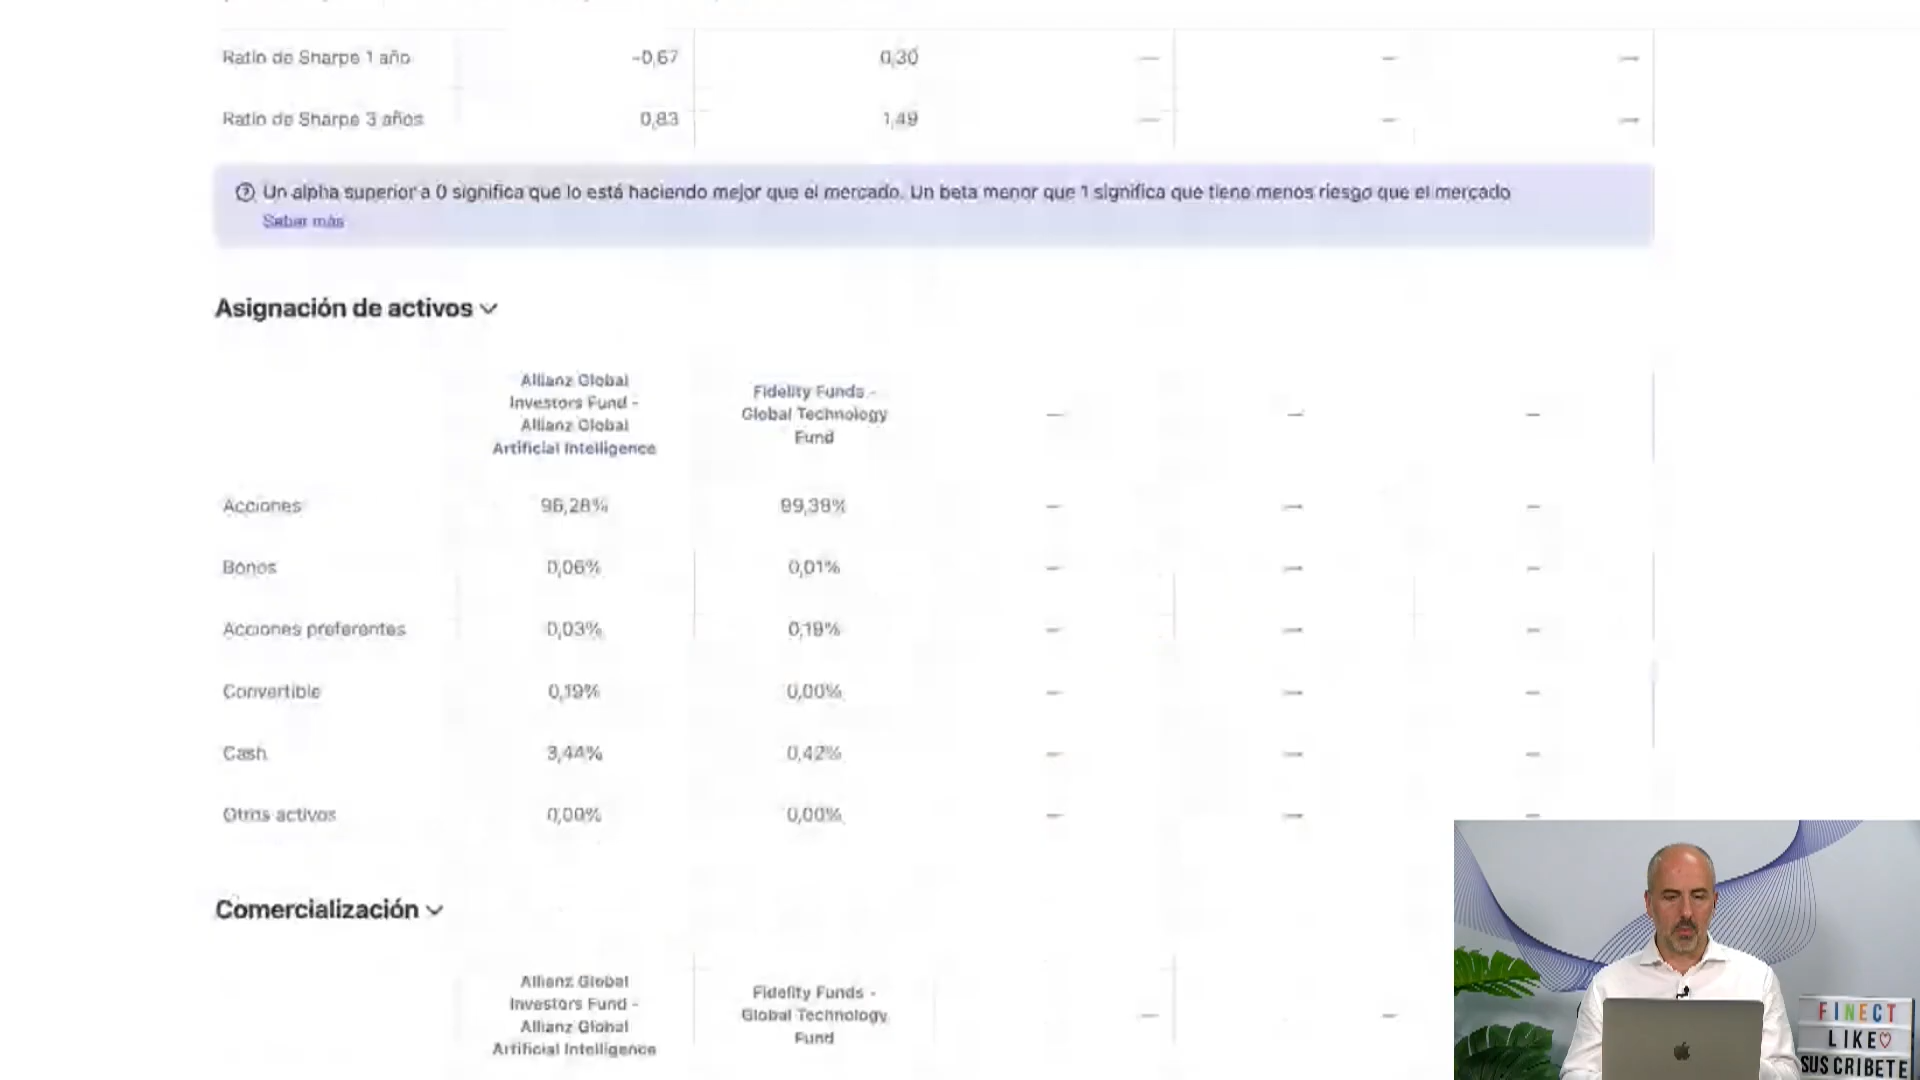 Ratio de Sharpe 1 año -0,67 0,30 — — —
Ratio de Sharpe 3 años 0,83 1,49 — — —
Un alpha superior a 0 significa que lo está haciendo mejor que el mercado. Un beta menor que 1 significa que tiene menos riesgo que el mercado
Saber más
Asignación de activos
Allianz Global
Investors Fund -
Allianz Global
Artificial Intelligence
Fidelity Funds -
Global Technology
Fund
— — —
Acciones 96,28% 99,38% — — —
Bonos 0,06% 0,01% — — —
Acciones preferentes 0,03% 0,19% — — —
Convertible 0,19% 0,00% — — —
Cash 3,44% 0,42% — — —
Otros activos 0,00% 0,00% — — —
Comercialización
Allianz Global
Investors Fund -
Allianz Global
Artificial Intelligence
Fidelity Funds -
Global Technology
Fund
— —
FINECT
LIKE♡
SUSCRIBETE